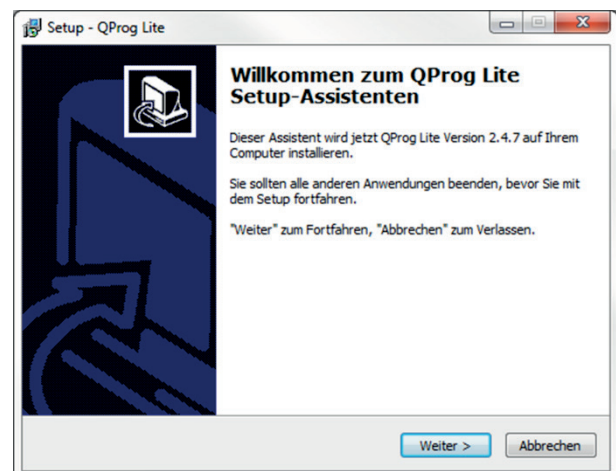 Setup - QProg Lite
Willkommen zum QProg Lite
Setup-Assistenten
Dieser Assistent wird jetzt QProg Lite Version 2.4.7 auf Ihrem
Computer installieren.
Sie sollten alle anderen Anwendungen beenden, bevor Sie mit
dem Setup fortfahren.
"Weiter" zum Fortfahren, "Abbrechen" zum Verlassen.
Weiter >
Abbrechen